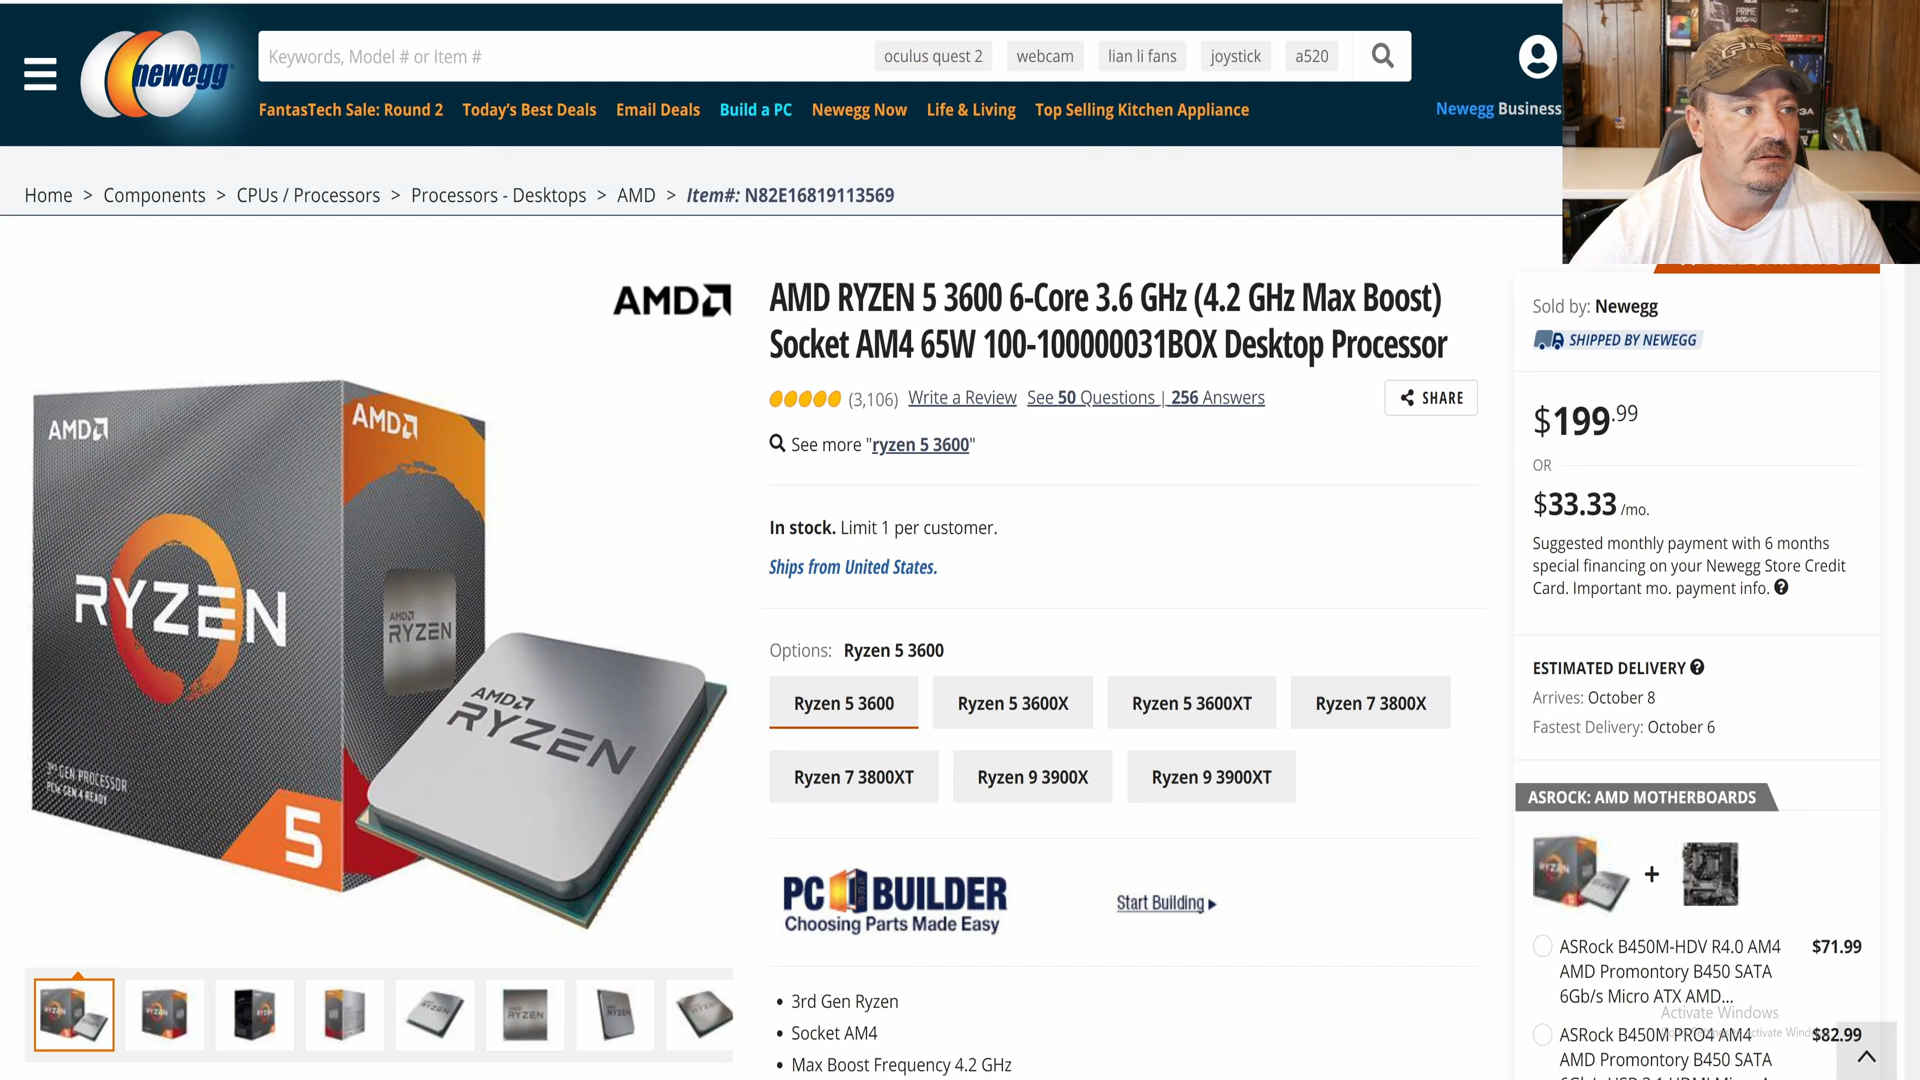 newegg
Keywords, Model # or Item #
oculus quest 2
webcam
lian li fans
joystick
a520
FantasTech Sale: Round 2
Today's Best Deals
Email Deals
Build a PC
Newegg Now
Life & Living
Top Selling Kitchen Appliance
Newegg Business
Home > Components > CPUs / Processors > Processors - Desktops > AMD > Item#: N82E16819113569
AMD
AMD RYZEN 5 3600 6-Core 3.6 GHz (4.2 GHz Max Boost)
Socket AM4 65W 100-100000031BOX Desktop Processor
(3,106) Write a Review See 50 Questions | 256 Answers
SHARE
See more "ryzen 5 3600"
In stock. Limit 1 per customer.
Ships from United States.
Options: Ryzen 5 3600
Ryzen 5 3600
Ryzen 5 3600X
Ryzen 5 3600XT
Ryzen 7 3800X
Ryzen 7 3800XT
Ryzen 9 3900X
Ryzen 9 3900XT
PC BUILDER
Choosing Parts Made Easy
Start Building
• 3rd Gen Ryzen
• Socket AM4
• Max Boost Frequency 4.2 GHz
AMD
AMD
RYZEN
AMD
RYZEN
3RD GEN PROCESSOR
PCIe GEN 4 READY
5
AMD
RYZEN
Sold by: Newegg
SHIPPED BY NEWEGG
$199.99
OR
$33.33 /mo.
Suggested monthly payment with 6 months
special financing on your Newegg Store Credit
Card. Important mo. payment info.
ESTIMATED DELIVERY
Arrives: October 8
Fastest Delivery: October 6
ASROCK: AMD MOTHERBOARDS
+
ASRock B450M-HDV R4.0 AM4 $71.99
AMD Promontory B450 SATA
6Gb/s Micro ATX AMD...
Activate Windows
ASRock B450M PRO4 AM4 $82.99
AMD Promontory B450 SATA